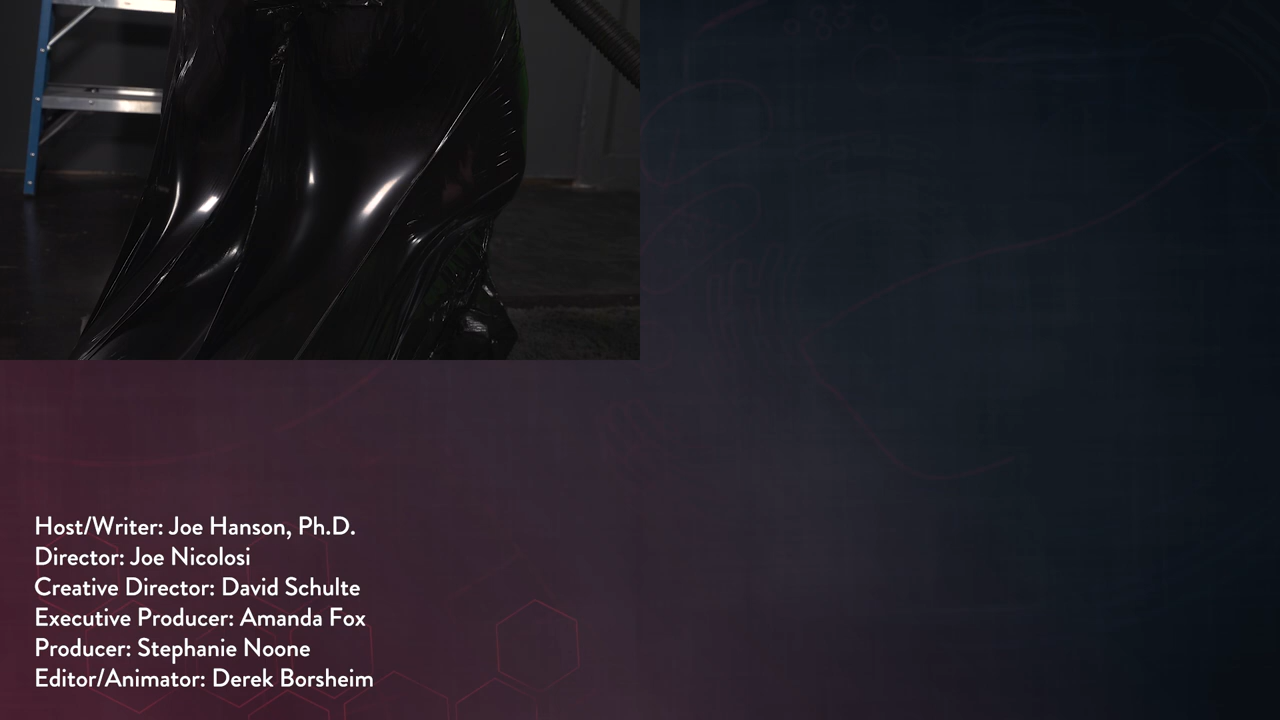 Host/Writer: Joe Hanson, Ph.D.
Director: Joe Nicolosi
Creative Director: David Schulte
Executive Producer: Amanda Fox
Producer: Stephanie Noone
Editor/Animator: Derek Borsheim